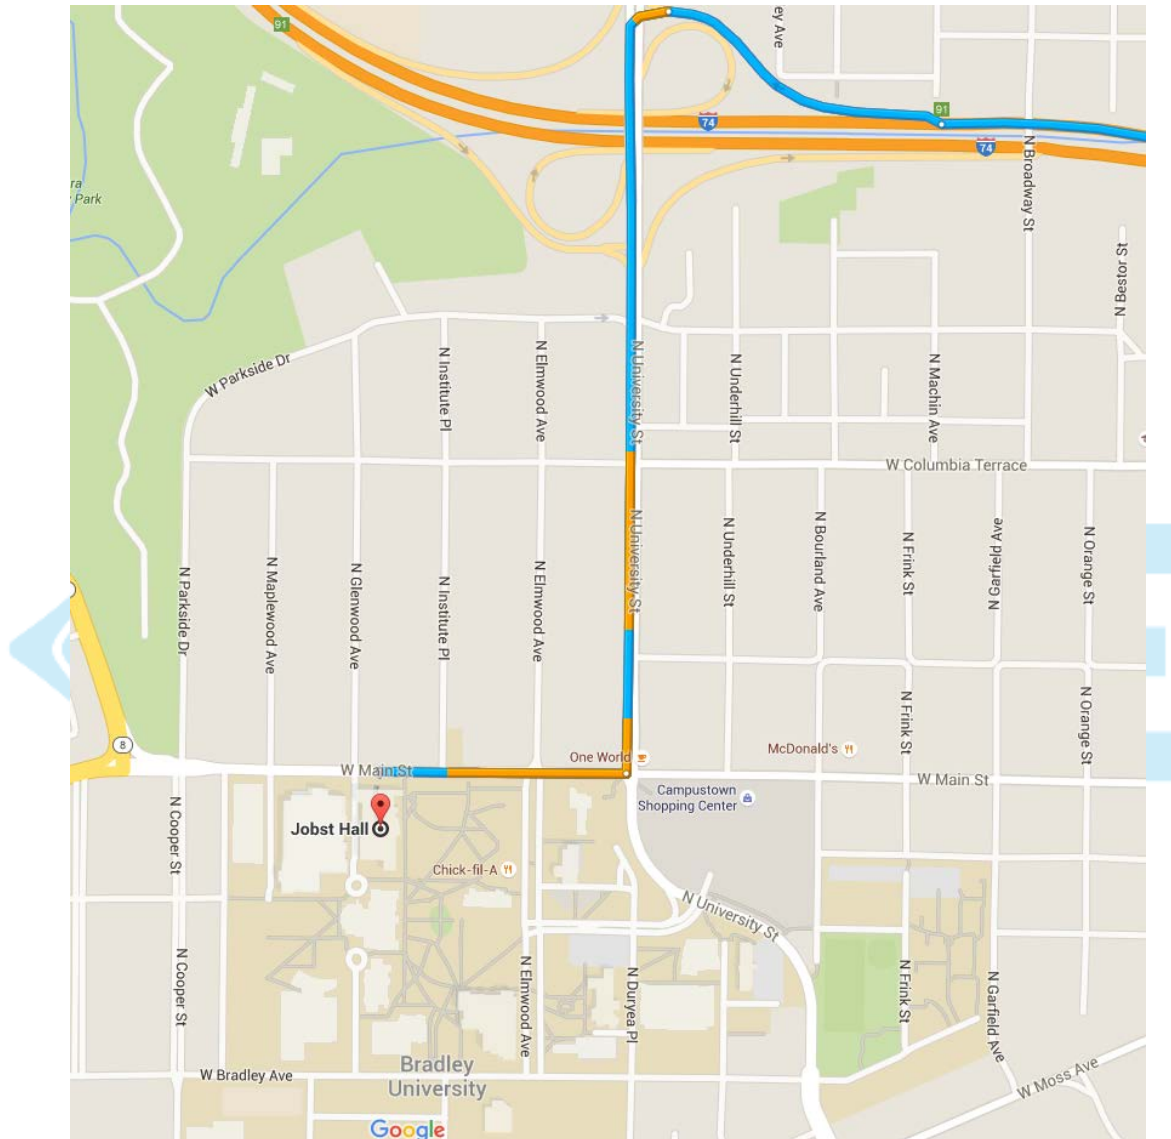 91
ey Ave
91
74
74
N Broadway St
ra
Park
N Bestor St
W Parkside Dr
N Institute Pl
N Elmwood Ave
N University St
N Underhill St
N Machin Ave
W Columbia Terrace
N Parkside Dr
N Maplewood Ave
N Glenwood Ave
N Institute Pl
N Elmwood Ave
N University St
N Underhill St
N Bourland Ave
N Frink St
N Garfield Ave
N Orange St
N Frink St
N Orange St
8
One World
McDonald's
W Main St
W Main St
Campustown
Shopping Center
Jobst Hall
N Cooper St
Chick-fil-A
N University St
N Cooper St
N Elmwood Ave
N Duryea Pl
N Frink St
N Garfield Ave
W Bradley Ave
Bradley
University
W Moss Ave
Google